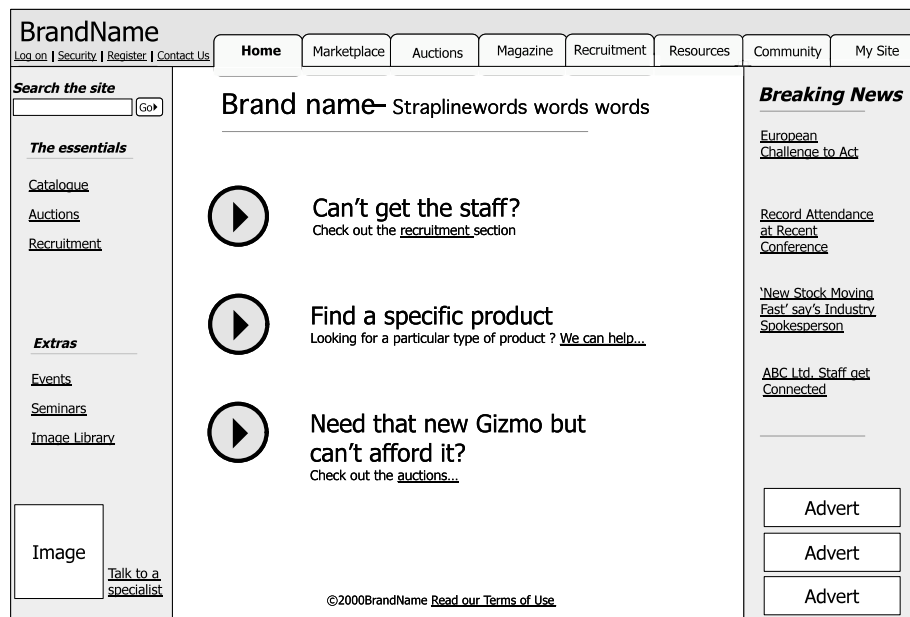 BrandName
Log on | Security | Register | Contact Us
Home
Marketplace
Auctions
Magazine
Recruitment
Resources
Community
My Site
Search the site
Go
The essentials
Catalogue
Auctions
Recruitment
Extras
Events
Seminars
Image Library
Image
Talk to a
specialist
Brand name– Straplinewords words words
Can't get the staff?
Check out the recruitment section
Find a specific product
Looking for a particular type of product ? We can help...
Need that new Gizmo but
can't afford it?
Check out the auctions...
©2000BrandName Read our Terms of Use
Breaking News
European
Challenge to Act
Record Attendance
at Recent
Conference
‘New Stock Moving
Fast’ say’s Industry
Spokesperson
ABC Ltd. Staff get
Connected
Advert
Advert
Advert